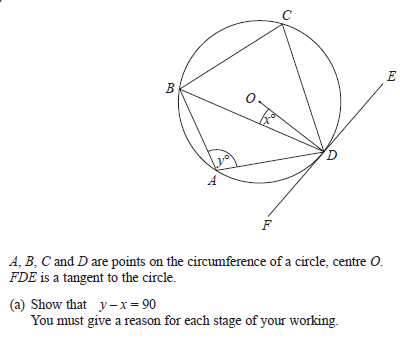 C
E
B
O
x°
D
y°
A
F
A, B, C and D are points on the circumference of a circle, centre O.
FDE is a tangent to the circle.
(a) Show that y – x = 90
You must give a reason for each stage of your working.